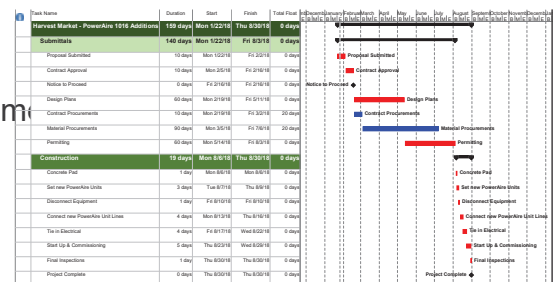 Task Name Duration Start Finish Total Float
Harvest Market - PowerAire 1016 Additions 159 days Mon 1/22/18 Thu 8/30/18 0 days
Submittals 140 days Mon 1/22/18 Fri 8/3/18 0 days
Proposal Submitted 10 days Mon 1/22/18 Fri 2/2/18 0 days Proposal Submitted
Contract Approval 10 days Mon 2/5/18 Fri 2/16/18 0 days Contract Approval
Notice to Proceed 0 days Fri 2/16/18 Fri 2/16/18 0 days Notice to Proceed
Design Plans 60 days Mon 2/19/18 Fri 5/11/18 0 days Design Plans
Contract Procurements 10 days Mon 2/19/18 Fri 3/2/18 20 days Contract Procurements
Material Procurements 90 days Mon 3/5/18 Fri 7/6/18 20 days Material Procurements
Permitting 60 days Mon 5/14/18 Fri 8/3/18 0 days Permitting
Construction 19 days Mon 8/6/18 Thu 8/30/18 0 days
Concrete Pad 1 day Mon 8/6/18 Mon 8/6/18 0 days Concrete Pad
Set new PowerAire Units 3 days Tue 8/7/18 Thu 8/9/18 0 days Set new PowerAire Units
Disconnect Equipment 1 day Fri 8/10/18 Fri 8/10/18 0 days Disconnect Equipment
Connect new PowerAire Unit Lines 4 days Mon 8/13/18 Thu 8/16/18 0 days Connect new PowerAire Unit Lines
Tie in Electrical 4 days Fri 8/17/18 Wed 8/22/18 0 days Tie in Electrical
Start Up & Commissioning 5 days Thu 8/23/18 Wed 8/29/18 0 days Start Up & Commissioning
Final Inspections 1 day Thu 8/30/18 Thu 8/30/18 0 days Final Inspections
Project Complete 0 days Thu 8/30/18 Thu 8/30/18 0 days Project Complete